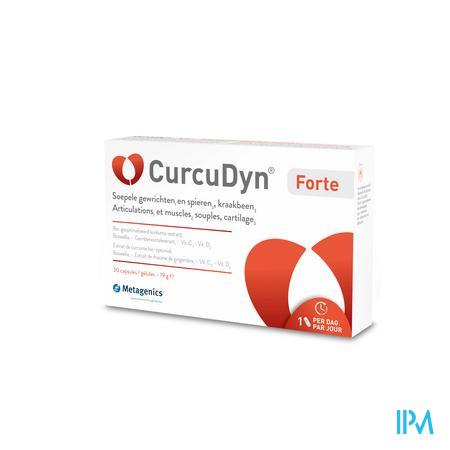 CurcuDyn®
Forte
Soepele gewrichten, en spieren, kraakbeen,
Articulations, et muscles, souples, cartilage,
Bio-geoptimaliseerd kurkuma-extract,
Boswellia, - Gemberwortelextract, - Vit. C, - Vit. D,
Extrait de curcuma bio-optimisé,
Boswellia, - Extrait de rhizome de gingembre, - Vit. C, - Vit. D,
30 capsules / gélules - 19 g e
Metagenics
1 PER DAG
PAR JOUR
IPM